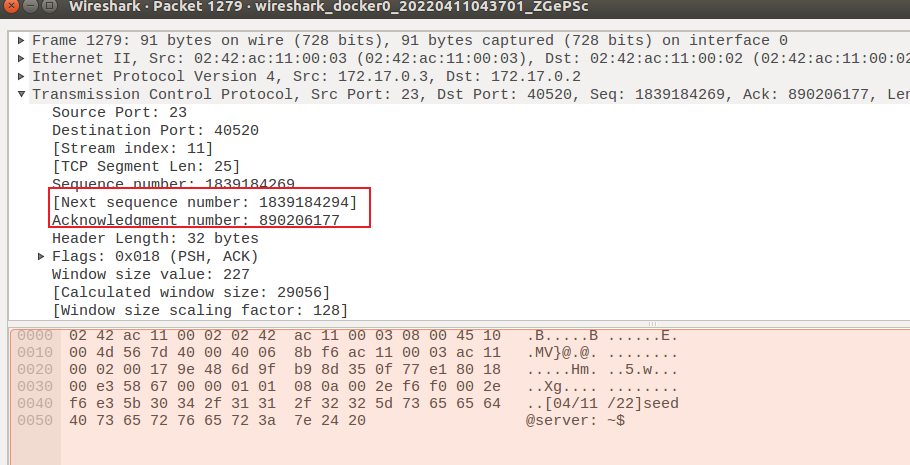 Wireshark · Packet 1279 · wireshark_docker0_20220411043701_ZGePSc
Frame 1279: 91 bytes on wire (728 bits), 91 bytes captured (728 bits) on interface 0
Ethernet II, Src: 02:42:ac:11:00:03 (02:42:ac:11:00:03), Dst: 02:42:ac:11:00:02 (02:42:ac:11:00:02
Internet Protocol Version 4, Src: 172.17.0.3, Dst: 172.17.0.2
Transmission Control Protocol, Src Port: 23, Dst Port: 40520, Seq: 1839184269, Ack: 890206177, Len
Source Port: 23
Destination Port: 40520
[Stream index: 11]
[TCP Segment Len: 25]
Sequence number: 1839184269
[Next sequence number: 1839184294]
Acknowledgment number: 890206177
Header Length: 32 bytes
Flags: 0x018 (PSH, ACK)
Window size value: 227
[Calculated window size: 29056]
[Window size scaling factor: 128]
0000 02 42 ac 11 00 02 02 42 ac 11 00 03 08 00 45 10 .B.....B ......E.
0010 00 4d 56 7d 40 00 40 06 8b f6 ac 11 00 03 ac 11 .MV}@.@. ........
0020 00 02 00 17 9e 48 6d 9f b9 8d 35 0f 77 e1 80 18 .....Hm. ..5.w...
0030 00 e3 58 67 00 00 01 01 08 0a 00 2e f6 f0 00 2e ..Xg.... ........
0040 f6 e3 5b 30 34 2f 31 31 2f 32 32 5d 73 65 65 64 ..[04/11 /22]seed
0050 40 73 65 72 76 65 72 3a 7e 24 20 @server: ~$